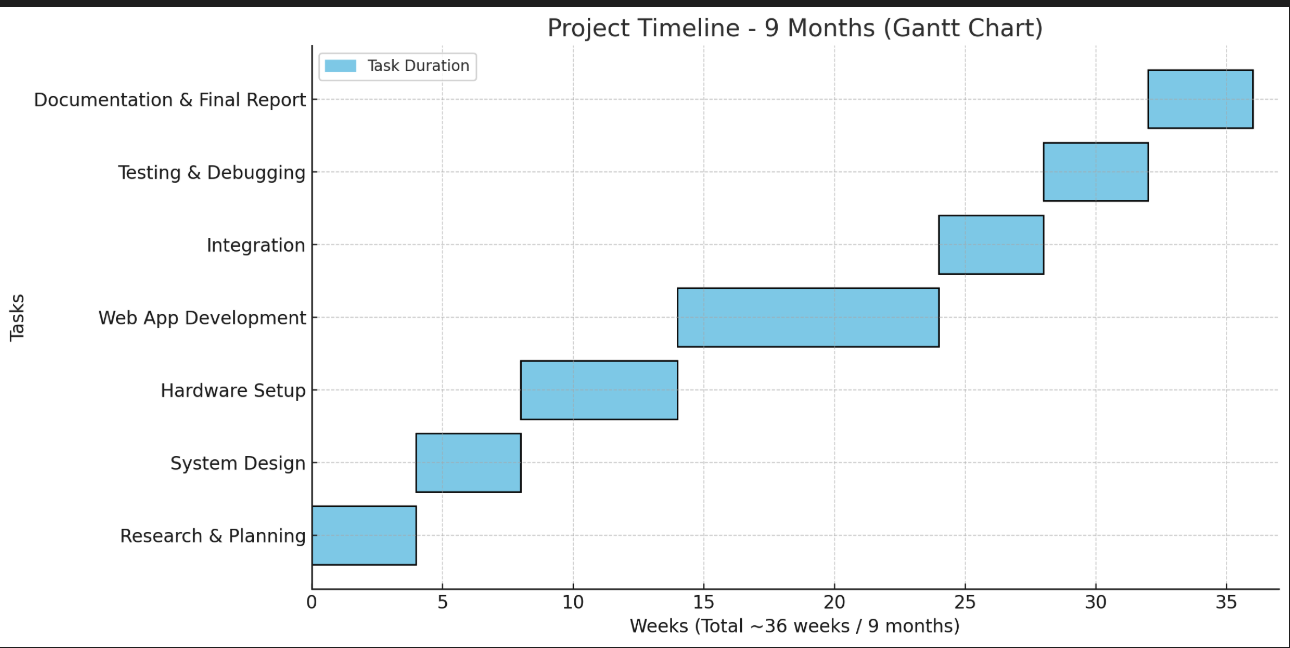 Project Timeline - 9 Months (Gantt Chart)
Task Duration
Documentation & Final Report
Testing & Debugging
Integration
Web App Development
Hardware Setup
System Design
Research & Planning
Tasks
0 5 10 15 20 25 30 35
Weeks (Total ~36 weeks / 9 months)